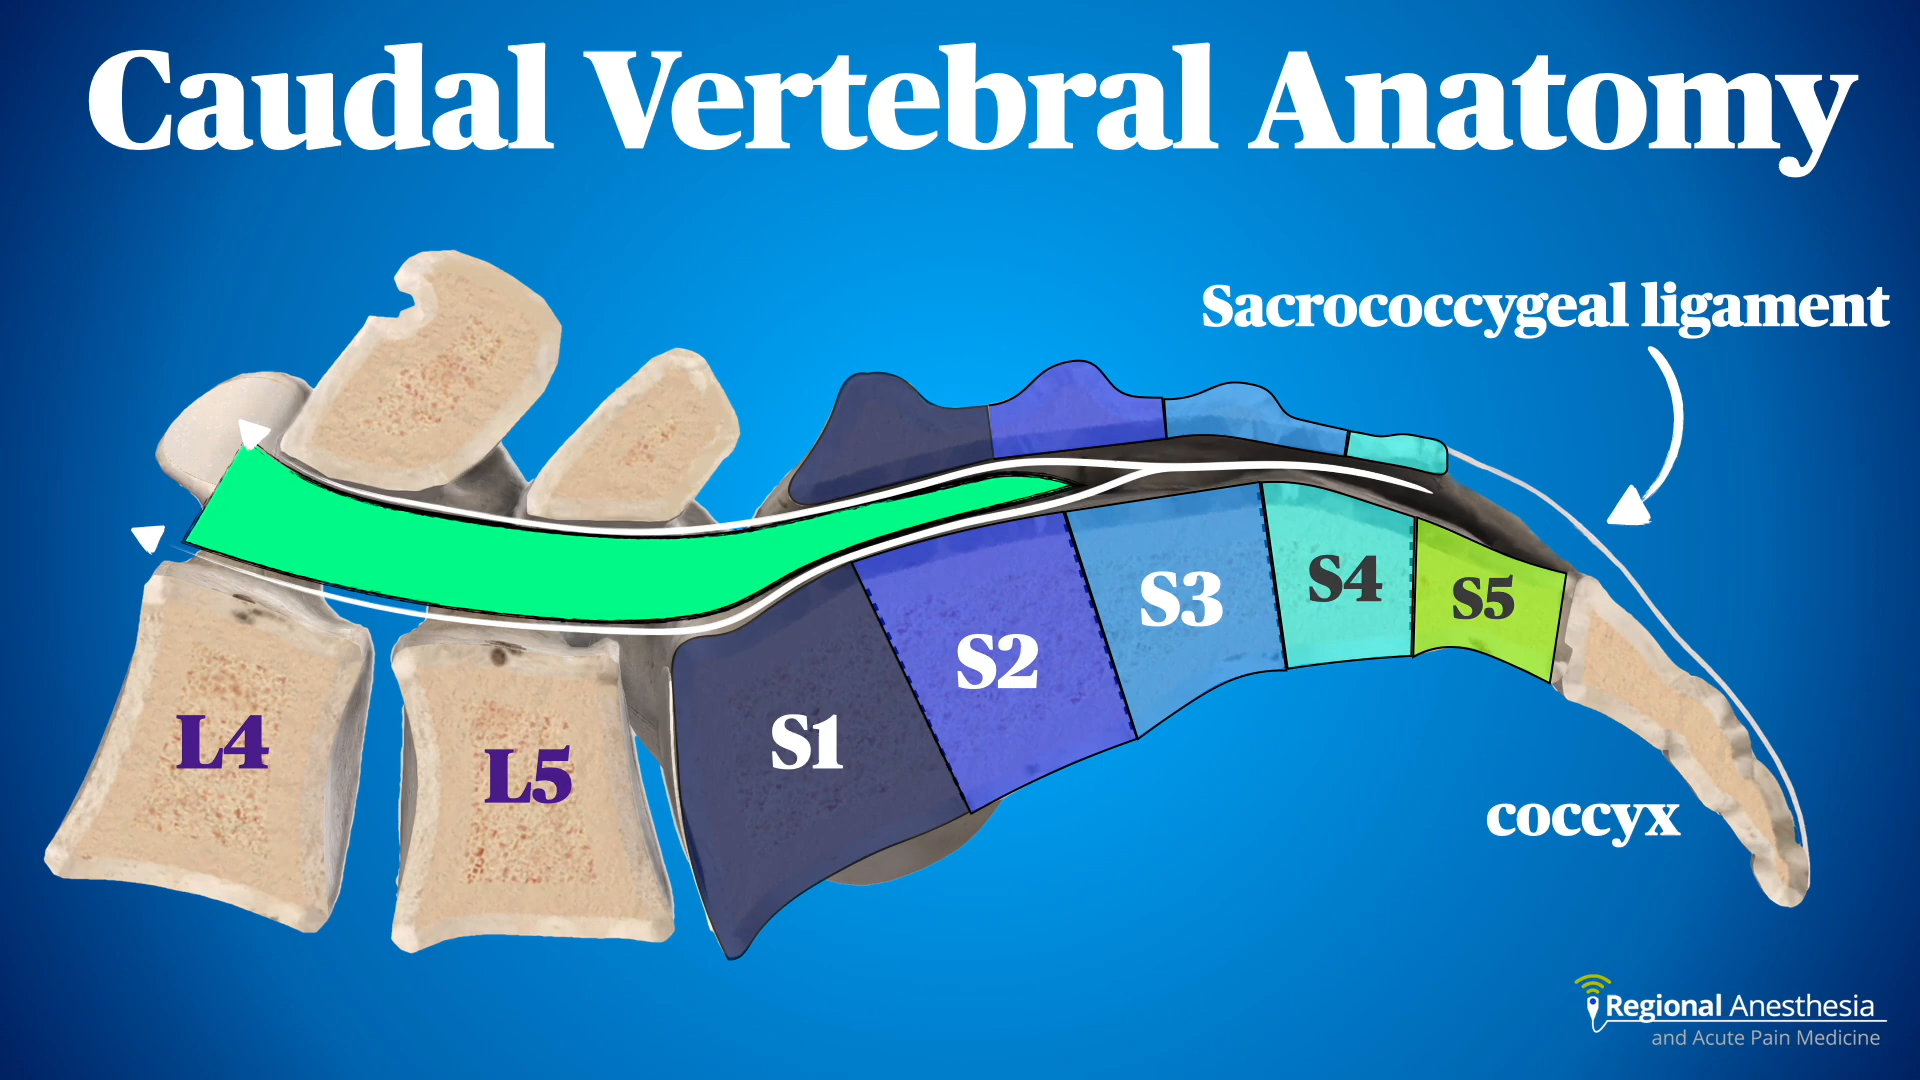 Caudal Vertebral Anatomy
Sacrococcygeal ligament
L4
L5
S1
S2
S3
S4
S5
coccyx
Regional Anesthesia
and Acute Pain Medicine